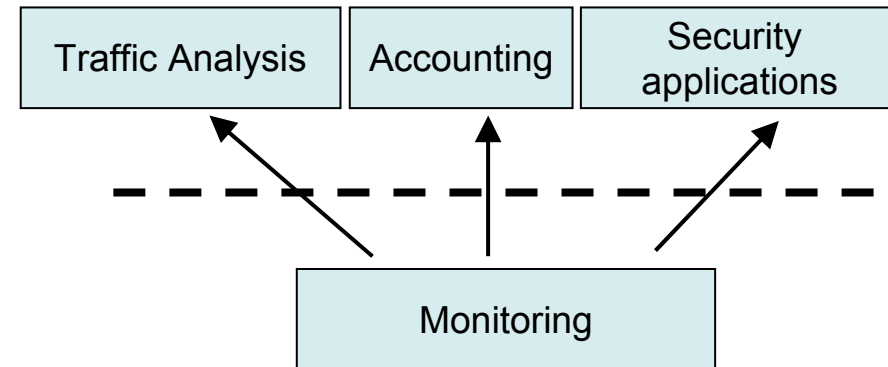 Traffic Analysis
Accounting
Security
applications
Monitoring